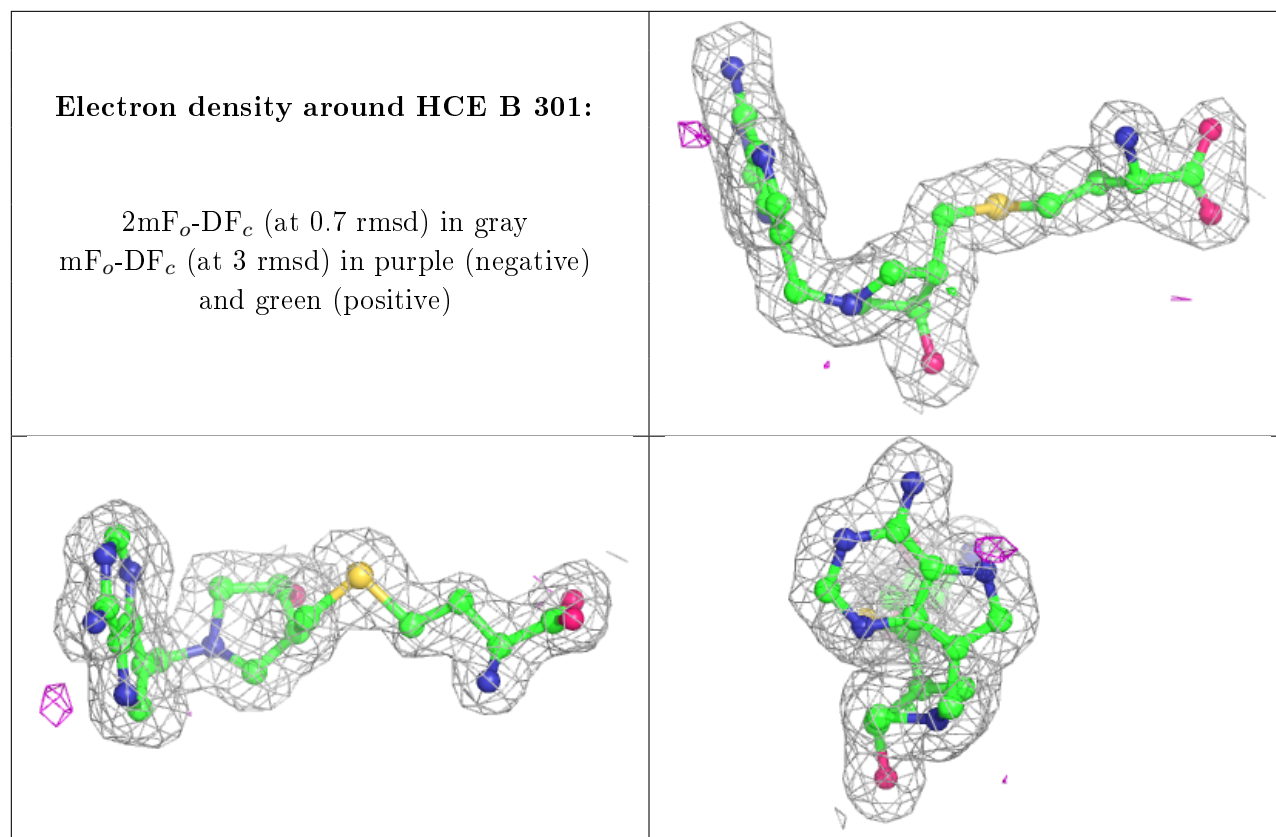 Electron density around HCE B 301:
2mFₒ-DF𝒸 (at 0.7 rmsd) in gray
mFₒ-DF𝒸 (at 3 rmsd) in purple (negative)
and green (positive)